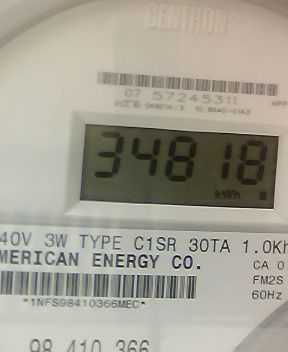 CENTRON
07 57245311
34818
kWh
40V 3W TYPE C1SR 30TA 1.0Kh
MERICAN ENERGY CO.
CA 0
FM2S
60Hz
*1NFS98410366MEC*
98 410 366